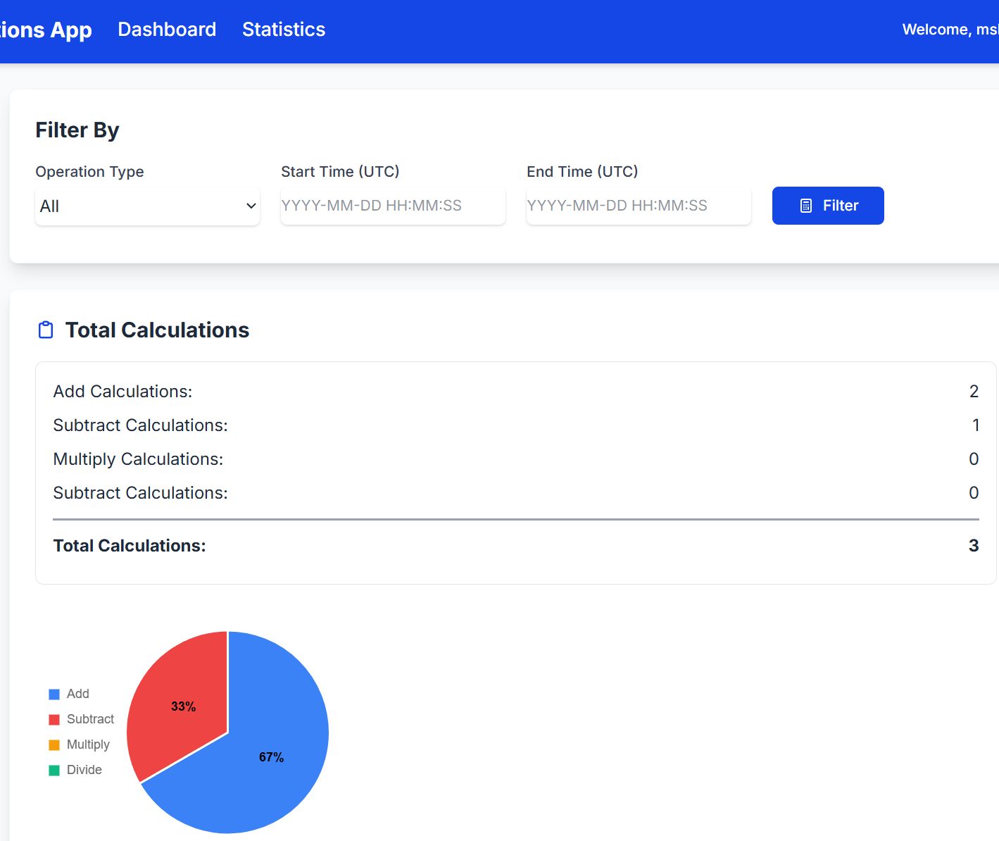 tions App Dashboard Statistics Welcome, msl
Filter By
Operation Type Start Time (UTC) End Time (UTC)
All YYYY-MM-DD HH:MM:SS YYYY-MM-DD HH:MM:SS Filter
Total Calculations
Add Calculations: 2
Subtract Calculations: 1
Multiply Calculations: 0
Subtract Calculations: 0
Total Calculations: 3
Add
33%
Subtract
Multiply
67%
Divide